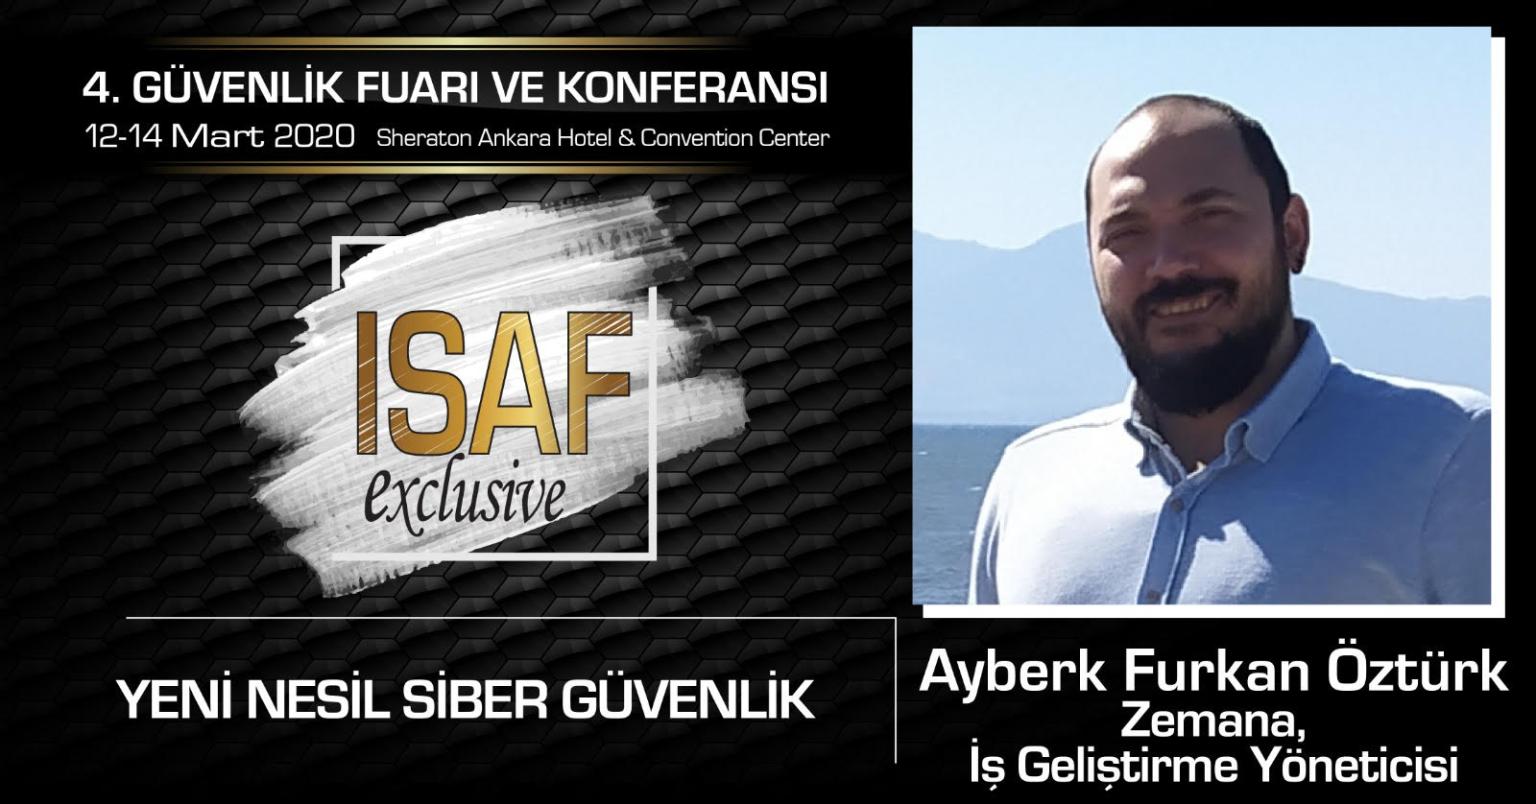 4. GÜVENLİK FUARI VE KONFERANSI
12-14 Mart 2020 Sheraton Ankara Hotel & Convention Center
ISAF
exclusive
YENİ NESİL SİBER GÜVENLİK
Ayberk Furkan Öztürk
Zemana,
İş Geliştirme Yöneticisi